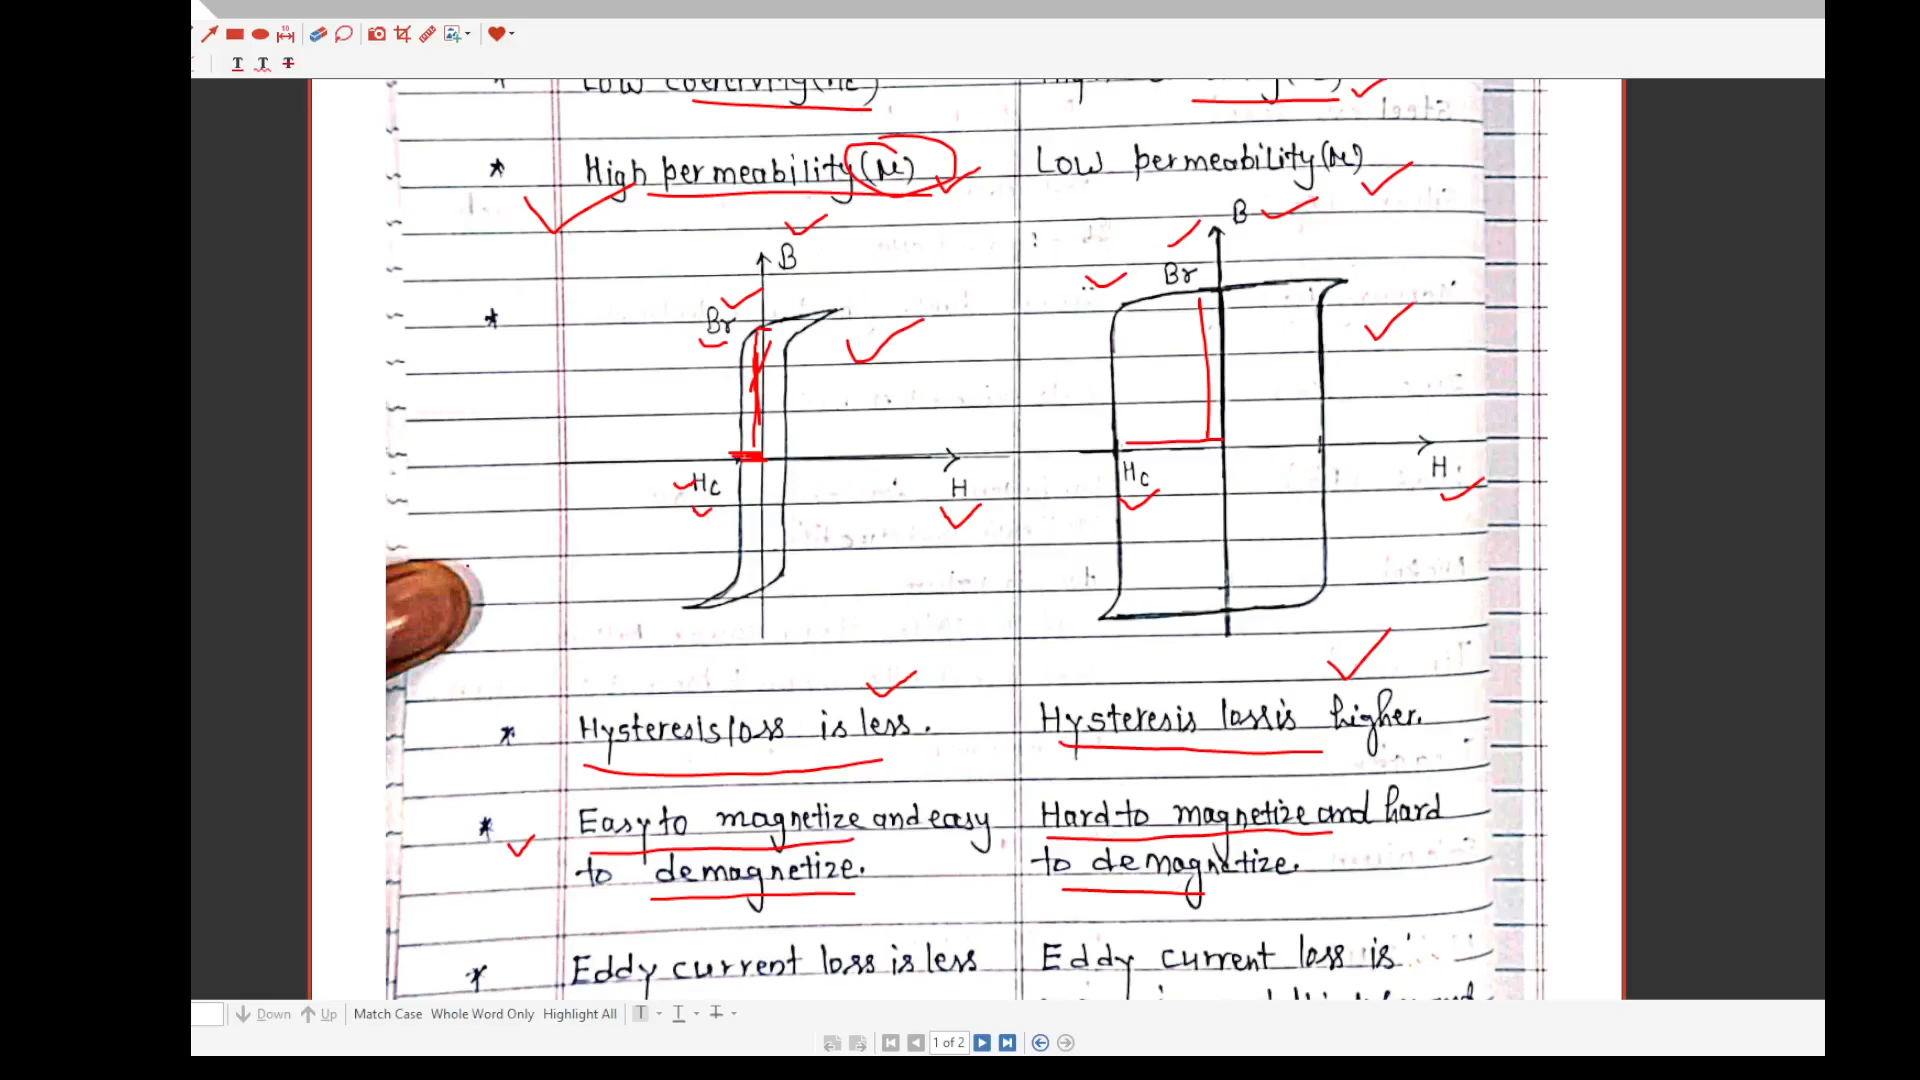 10
T T T
* Low coercivity(Hc)
* High permeability(μ) Low permeability(μ)
B B
Br Br
*
Hc H Hc H
* Hysteresis loss is less. Hysteresis loss is higher.
* Easy to magnetize and easy Hard to magnetize and hard
to demagnetize. to demagnetize.
* Eddy current loss is less Eddy current loss is
Down Up Match Case Whole Word Only Highlight All T T T
1 of 2